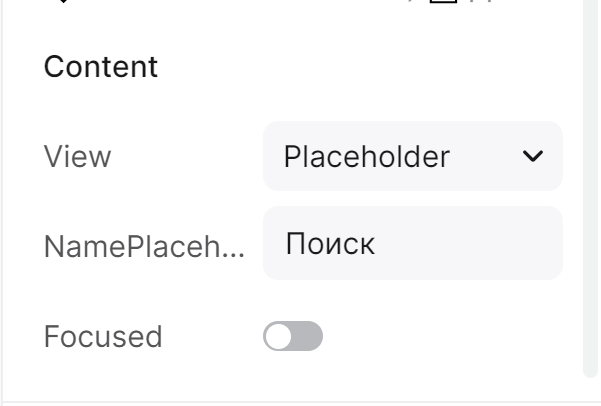 Content
View
Placeholder
NamePlaceh...
Поиск
Focused